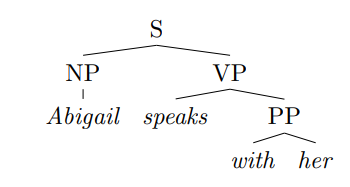 S
NP VP
Abigail speaks PP
with her